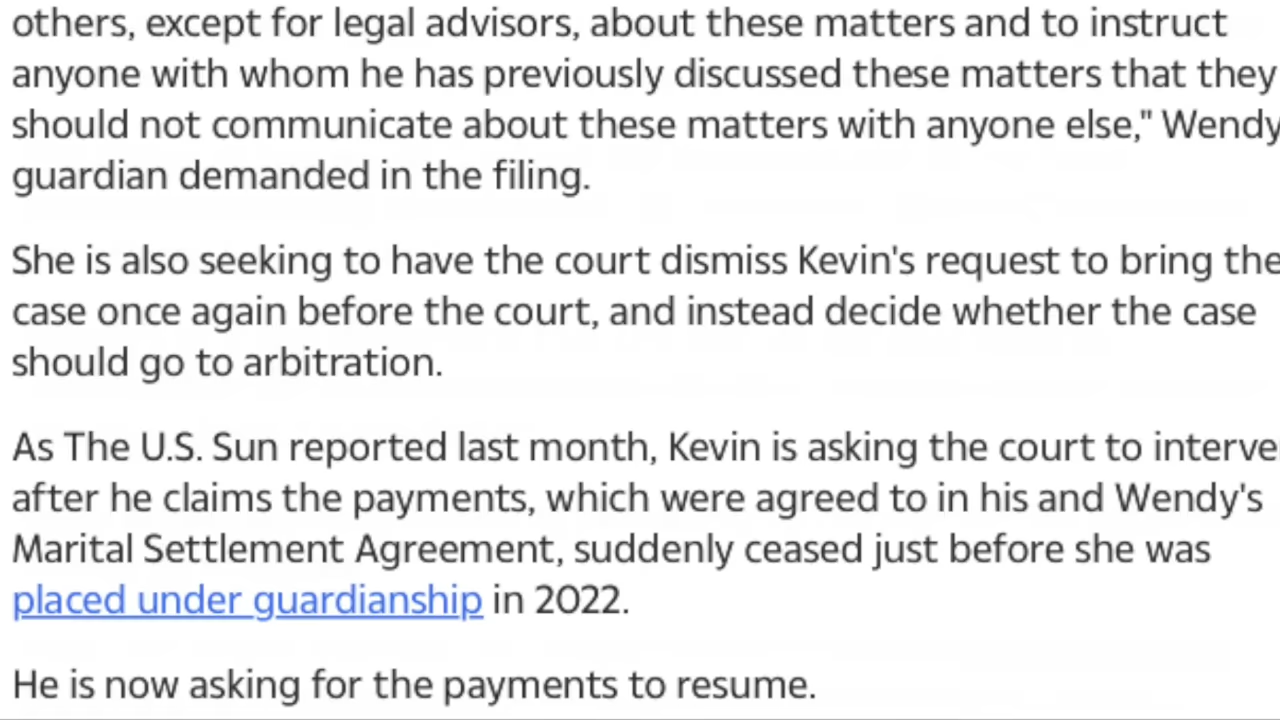 others, except for legal advisors, about these matters and to instruct
anyone with whom he has previously discussed these matters that they
should not communicate about these matters with anyone else," Wendy
guardian demanded in the filing.
She is also seeking to have the court dismiss Kevin's request to bring the
case once again before the court, and instead decide whether the case
should go to arbitration.
As The U.S. Sun reported last month, Kevin is asking the court to interve
after he claims the payments, which were agreed to in his and Wendy's
Marital Settlement Agreement, suddenly ceased just before she was
placed under guardianship in 2022.
He is now asking for the payments to resume.